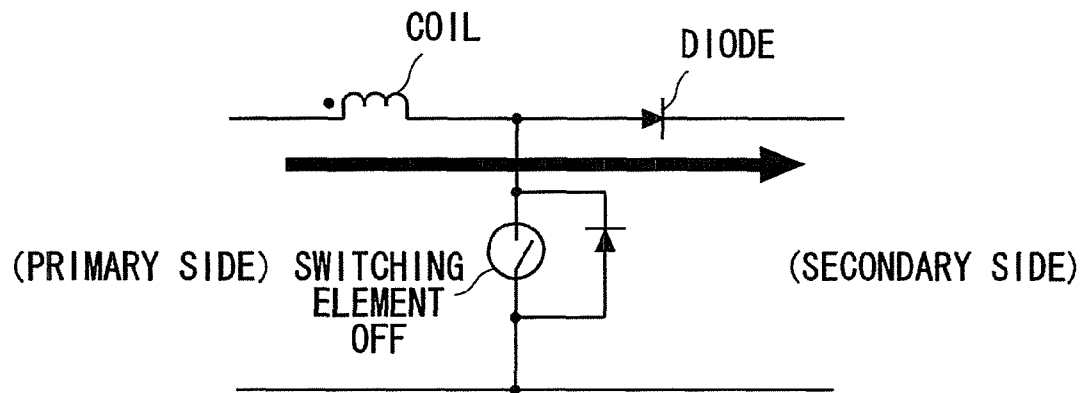 COIL
DIODE
(PRIMARY SIDE)
SWITCHING
ELEMENT
OFF
(SECONDARY SIDE)